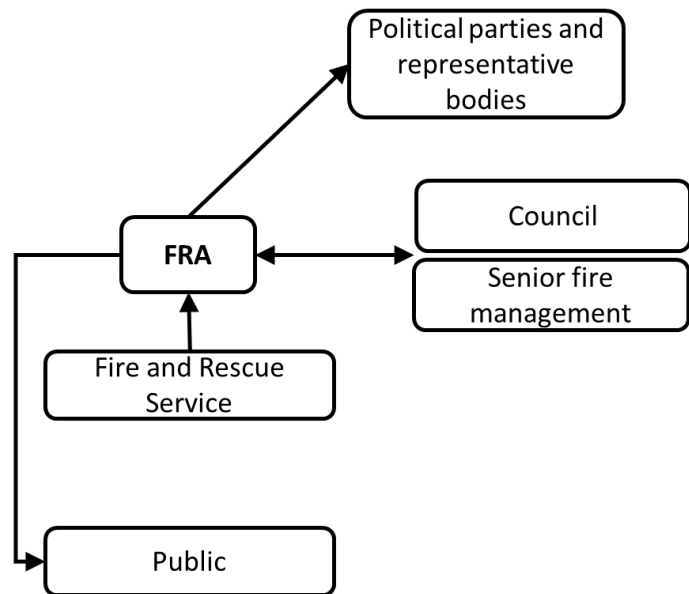 Political parties and
representative
bodies
Council
FRA
Senior fire
management
Fire and Rescue
Service
Public